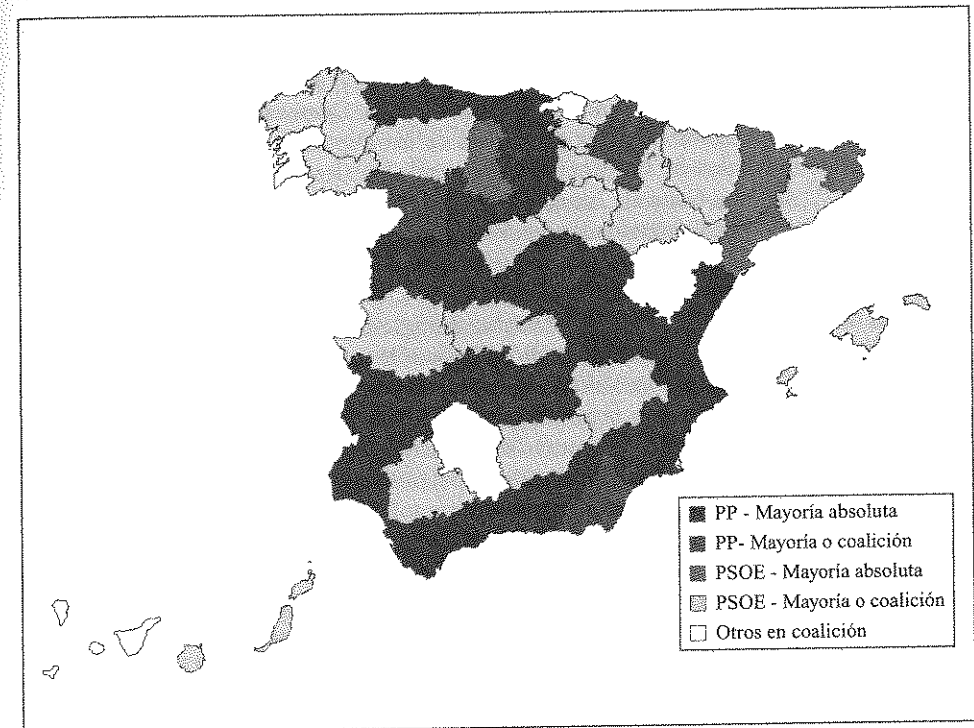 PP - Mayoría absoluta
PP- Mayoría o coalición
PSOE - Mayoría absoluta
PSOE - Mayoría o coalición
Otros en coalición